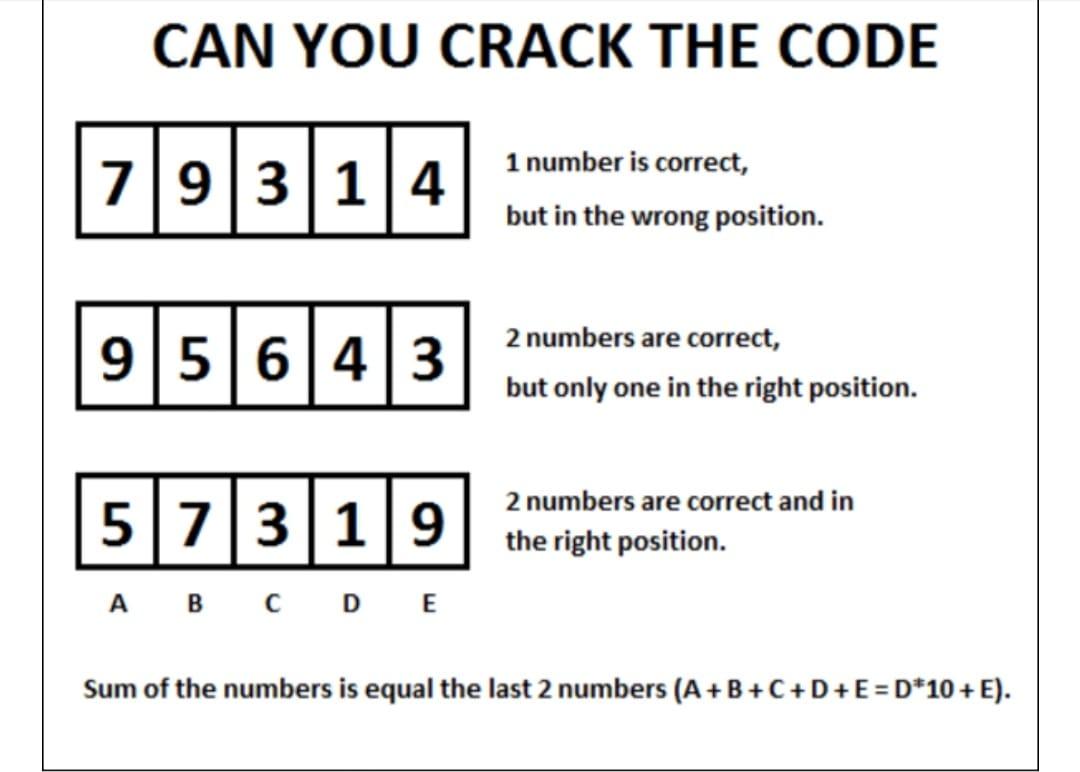 CAN YOU CRACK THE CODE
7 9 3 1 4
1 number is correct,
but in the wrong position.
9 5 6 4 3
2 numbers are correct,
but only one in the right position.
5 7 3 1 9
2 numbers are correct and in
the right position.
A B C D E
Sum of the numbers is equal the last 2 numbers (A + B + C + D + E = D*10 + E).